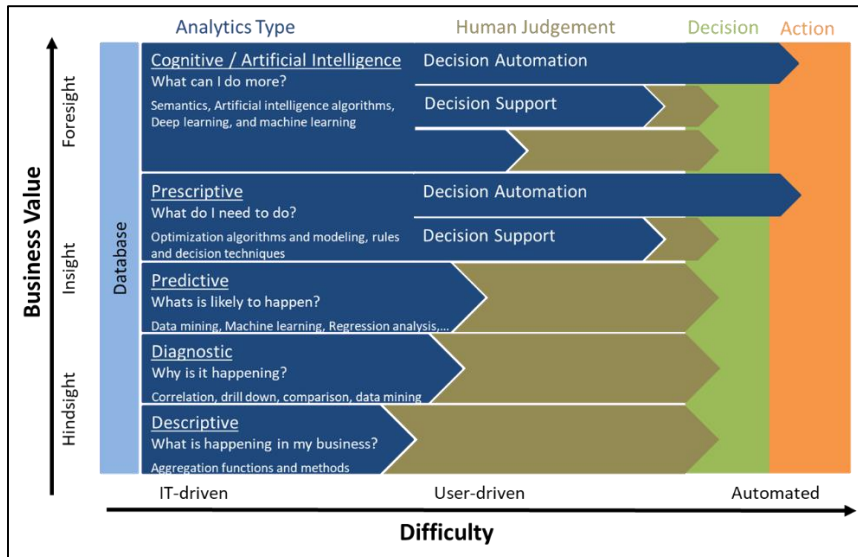 Analytics Type Human Judgement Decision Action
Cognitive / Artificial Intelligence
What can I do more?
Semantics, Artificial intelligence algorithms,
Deep learning, and machine learning
Decision Automation
Decision Support
Prescriptive
What do I need to do?
Optimization algorithms and modeling, rules
and decision techniques
Decision Automation
Decision Support
Predictive
Whats is likely to happen?
Data mining, Machine learning, Regression analysis,...
Diagnostic
Why is it happening?
Correlation, drill down, comparison, data mining
Descriptive
What is happening in my business?
Aggregation functions and methods
Database
Business Value
Foresight
Insight
Hindsight
IT-driven User-driven Automated
Difficulty